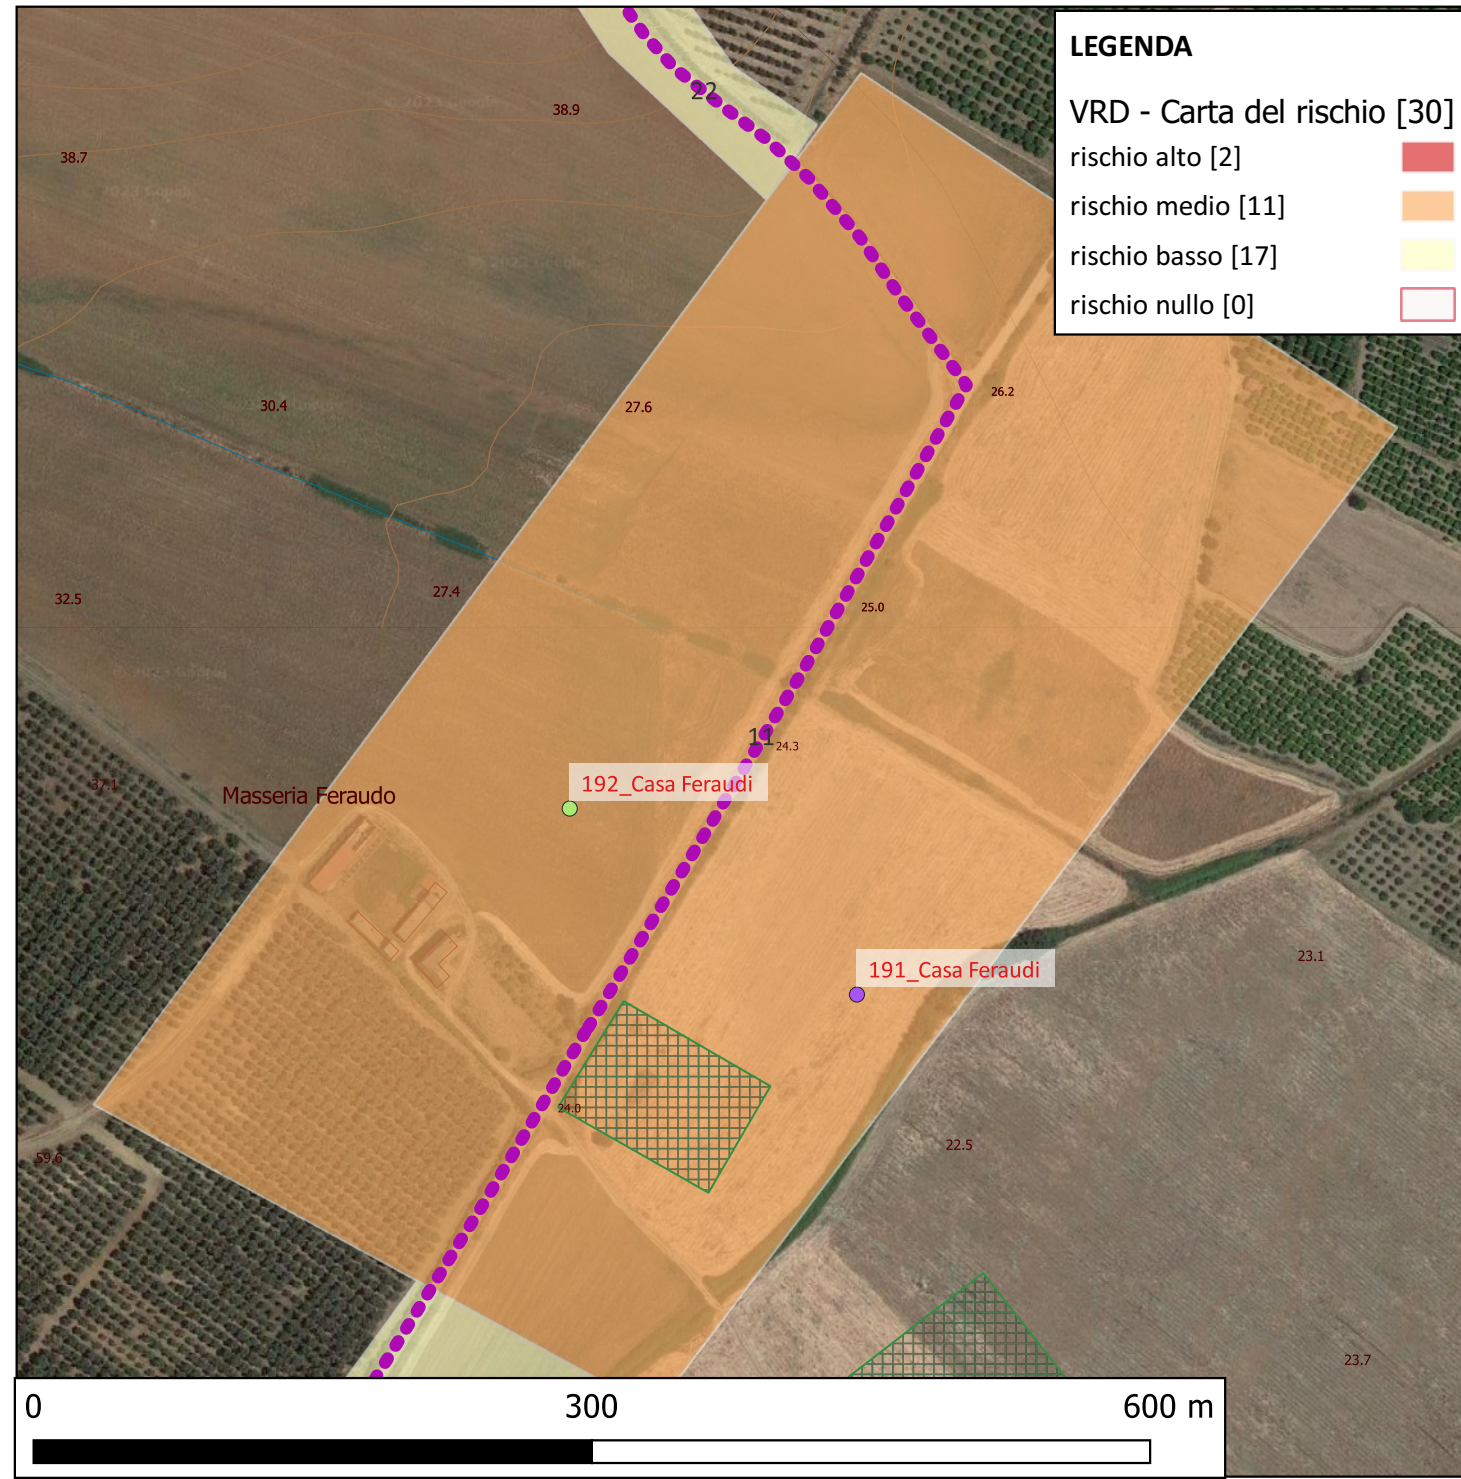 LEGENDA
VRD - Carta del rischio [30]
rischio alto [2]
rischio medio [11]
rischio basso [17]
rischio nullo [0]
22
38.9
38.7
26.2
30.4
27.6
27.4
32.5
25.0
11
24.3
192_Casa Feraudi
37.1
Masseria Feraudo
23.1
191_Casa Feraudi
24.0
22.5
59.6
23.7
0 300 600 m